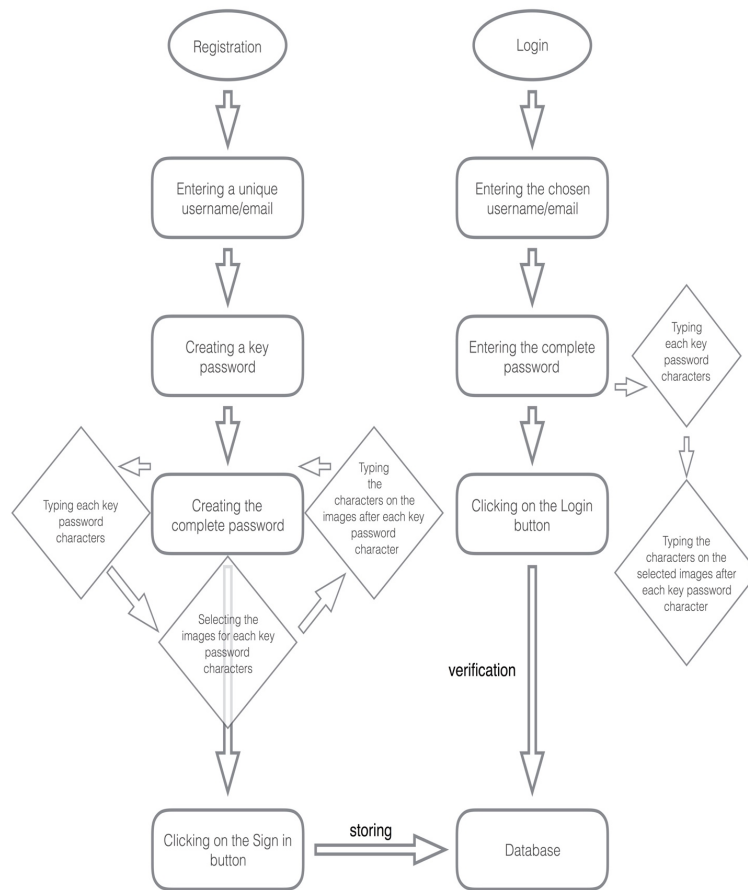 Registration
Login
Entering a unique
username/email
Entering the chosen
username/email
Creating a key
password
Entering the complete
password
Typing
each key
password
characters
Typing each key
password
characters
Creating the
complete password
Typing
the
characters on the
images after each key
password
character
Clicking on the Login
button
Typing the
characters on the
selected images after
each key password
character
Selecting the
images for each key
password
characters
verification
Clicking on the Sign in
button
storing
Database